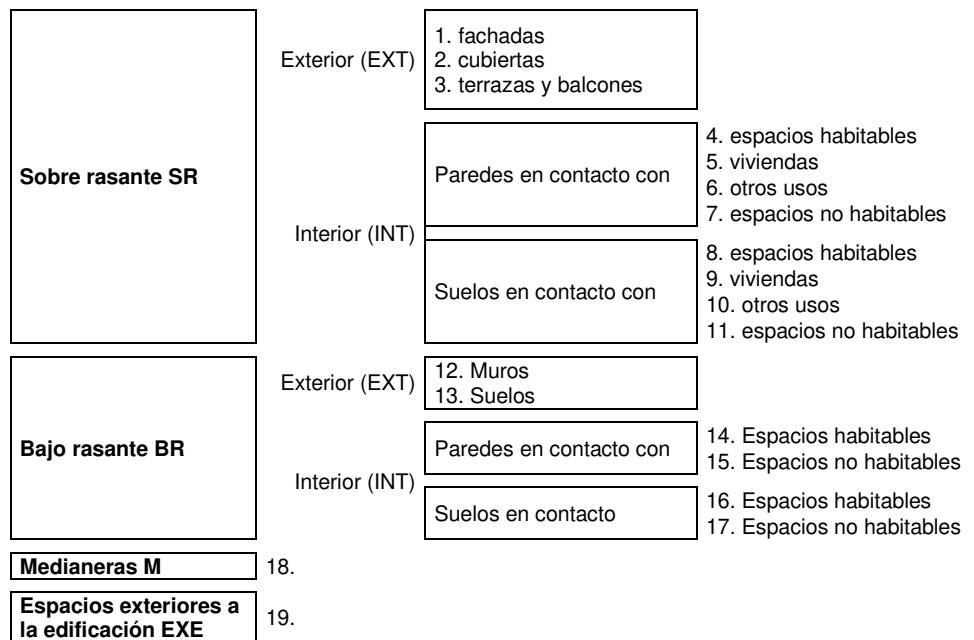 Sobre rasante SR
Exterior (EXT)
1. fachadas
2. cubiertas
3. terrazas y balcones
Interior (INT)
Paredes en contacto con
4. espacios habitables
5. viviendas
6. otros usos
7. espacios no habitables
Suelos en contacto con
8. espacios habitables
9. viviendas
10. otros usos
11. espacios no habitables
Bajo rasante BR
Exterior (EXT)
12. Muros
13. Suelos
Interior (INT)
Paredes en contacto con
14. Espacios habitables
15. Espacios no habitables
Suelos en contacto
16. Espacios habitables
17. Espacios no habitables
Medianeras M
18.
Espacios exteriores a
la edificación EXE
19.